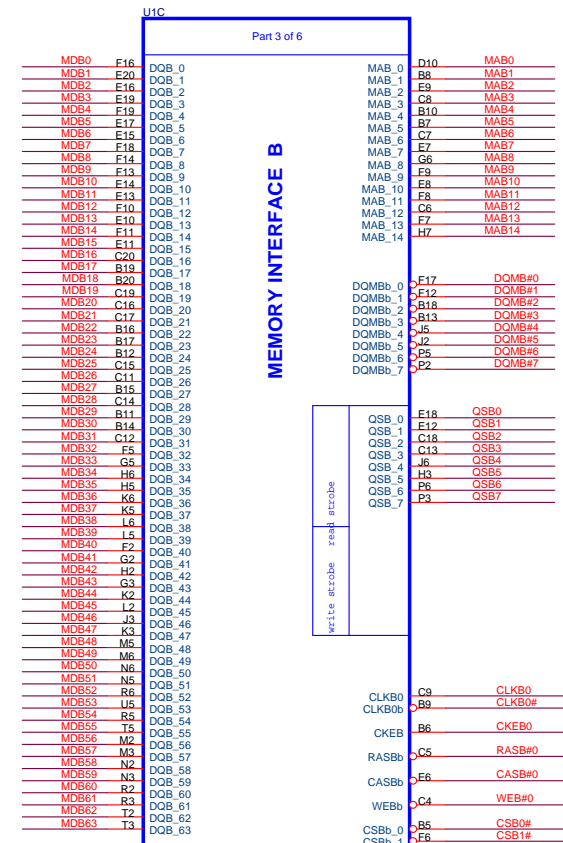 U1C
Part 3 of 6
MEMORY INTERFACE B
MDB0 F16 DQB_0
MDB1 E20 DQB_1
MDB2 E16 DQB_2
MDB3 E19 DQB_3
MDB4 F19 DQB_4
MDB5 E17 DQB_5
MDB6 E15 DQB_6
MDB7 F18 DQB_7
MDB8 F14 DQB_8
MDB9 F13 DQB_9
MDB10 E14 DQB_10
MDB11 E13 DQB_11
MDB12 F10 DQB_12
MDB13 E10 DQB_13
MDB14 F11 DQB_14
MDB15 E11 DQB_15
MDB16 C20 DQB_16
MDB17 B19 DQB_17
MDB18 B20 DQB_18
MDB19 C19 DQB_19
MDB20 C16 DQB_20
MDB21 C17 DQB_21
MDB22 B16 DQB_22
MDB23 B17 DQB_23
MDB24 B12 DQB_24
MDB25 C15 DQB_25
MDB26 C11 DQB_26
MDB27 B15 DQB_27
MDB28 C14 DQB_28
MDB29 B11 DQB_29
MDB30 B14 DQB_30
MDB31 C12 DQB_31
MDB32 F5 DQB_32
MDB33 G5 DQB_33
MDB34 H6 DQB_34
MDB35 H5 DQB_35
MDB36 K6 DQB_36
MDB37 K5 DQB_37
MDB38 L6 DQB_38
MDB39 L5 DQB_39
MDB40 F2 DQB_40
MDB41 G2 DQB_41
MDB42 H2 DQB_42
MDB43 G3 DQB_43
MDB44 K2 DQB_44
MDB45 L2 DQB_45
MDB46 J3 DQB_46
MDB47 K3 DQB_47
MDB48 M5 DQB_48
MDB49 M6 DQB_49
MDB50 N6 DQB_50
MDB51 N5 DQB_51
MDB52 R6 DQB_52
MDB53 U5 DQB_53
MDB54 R5 DQB_54
MDB55 T5 DQB_55
MDB56 M2 DQB_56
MDB57 M3 DQB_57
MDB58 N2 DQB_58
MDB59 N3 DQB_59
MDB60 R2 DQB_60
MDB61 R3 DQB_61
MDB62 T2 DQB_62
MDB63 T3 DQB_63
MAB_0 D10 MAB0
MAB_1 B8 MAB1
MAB_2 E9 MAB2
MAB_3 C8 MAB3
MAB_4 B10 MAB4
MAB_5 B7 MAB5
MAB_6 C7 MAB6
MAB_7 E7 MAB7
MAB_8 G6 MAB8
MAB_9 F9 MAB9
MAB_10 E8 MAB10
MAB_11 F8 MAB11
MAB_12 C6 MAB12
MAB_13 F7 MAB13
MAB_14 H7 MAB14
DQMBb_0 F17 DQMB#0
DQMBb_1 F12 DQMB#1
DQMBb_2 B18 DQMB#2
DQMBb_3 B13 DQMB#3
DQMBb_4 J5 DQMB#4
DQMBb_5 J2 DQMB#5
DQMBb_6 P5 DQMB#6
DQMBb_7 P2 DQMB#7
QSB_0 E18 QSB0
QSB_1 E12 QSB1
QSB_2 C18 QSB2
QSB_3 C13 QSB3
QSB_4 J6 QSB4
QSB_5 H3 QSB5
QSB_6 P6 QSB6
QSB_7 P3 QSB7
read strobe
write strobe
CLKB0 C9 CLKB0
CLKB0b B9 CLKB0#
CKEB B6 CKEB0
RASBb C5 RASB#0
CASBb E6 CASB#0
WEBb C4 WEB#0
CSBb_0 B5 CSB0#
CSBb_1 F6 CSB1#